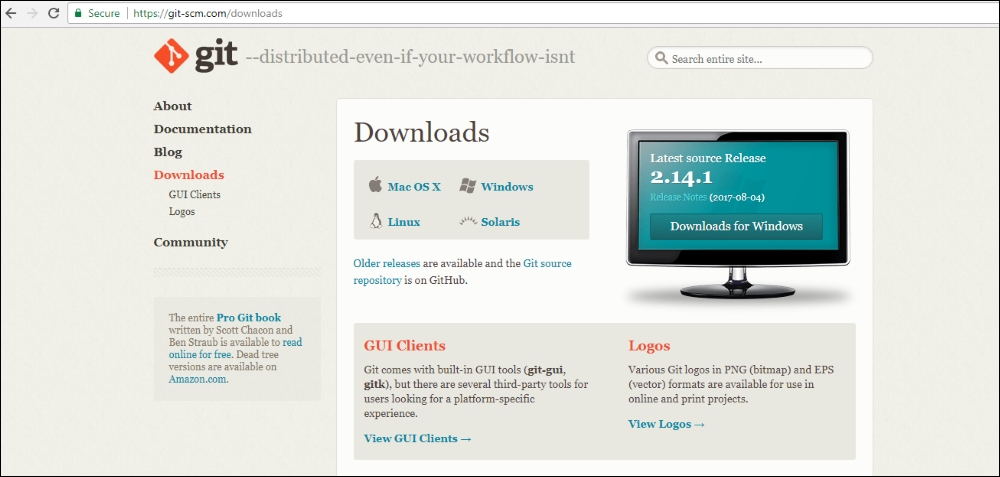 Secure https://git-scm.com/downloads
git --distributed-even-if-your-workflow-isnt
Search entire site...
About
Documentation
Blog
Downloads
GUI Clients
Logos
Community
The entire Pro Git book
written by Scott Chacon and
Ben Straub is available to read
online for free. Dead tree
versions are available on
Amazon.com.
Downloads
Mac OS X Windows
Linux Solaris
Older releases are available and the Git source
repository is on GitHub.
Latest source Release
2.14.1
Release Notes (2017-08-04)
Downloads for Windows
GUI Clients
Git comes with built-in GUI tools (git-gui,
gitk), but there are several third-party tools for
users looking for a platform-specific
experience.
View GUI Clients →
Logos
Various Git logos in PNG (bitmap) and EPS
(vector) formats are available for use in
online and print projects.
View Logos →